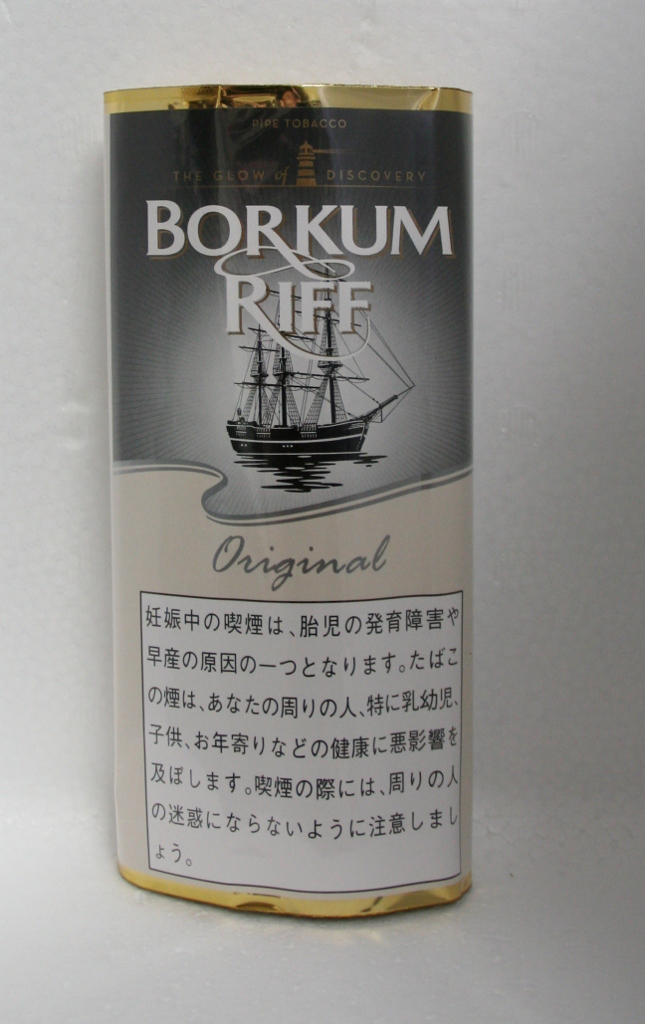 PIPE TOBACCO
THE GLOW of DISCOVERY
BORKUM
RIFF
Original
妊娠中の喫煙は、胎児の発育障害や
早産の原因の一つとなります。たばこ
の煙は、あなたの周りの人、特に乳幼児、
子供、お年寄りなどの健康に悪影響を
及ぼします。喫煙の際には、周りの人
の迷惑にならないように注意しまし
ょう。